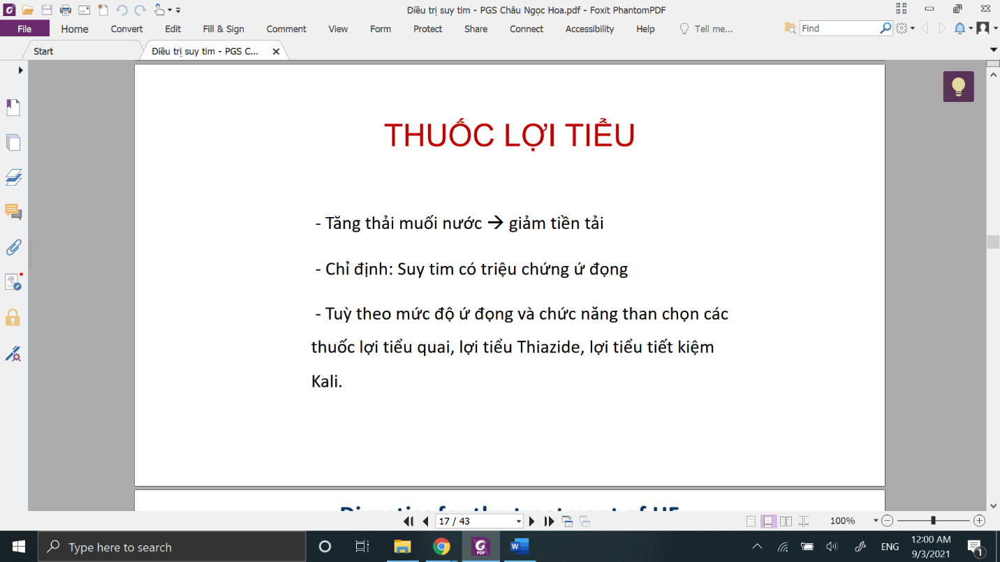 Điều trị suy tim - PGS Châu Ngọc Hoa.pdf - Foxit PhantomPDF
File Home Convert Edit Fill & Sign Comment View Form Protect Share Connect Accessibility Help Tell me... Find
Start Điều trị suy tim - PGS C...
THUỐC LỢI TIỂU
- Tăng thải muối nước → giảm tiền tải
- Chỉ định: Suy tim có triệu chứng ứ đọng
- Tuỳ theo mức độ ứ đọng và chức năng than chọn các
thuốc lợi tiểu quai, lợi tiểu Thiazide, lợi tiểu tiết kiệm
Kali.
17 / 43 100%
Type here to search ENG 12:00 AM
9/3/2021 1